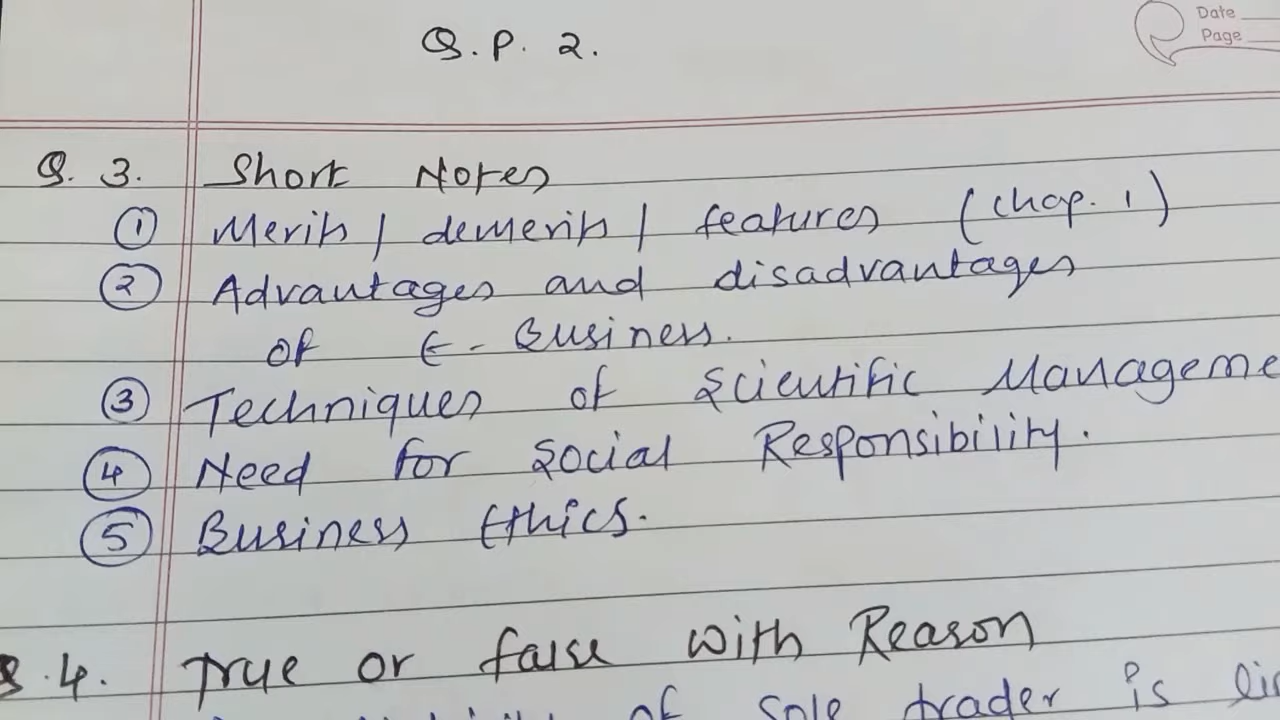 Date
Page
Q.P. 2.
Q. 3. Short Notes
① Merits / demerits / features (chap. 1)
② Advantages and disadvantages
of E- Business.
③ Techniques of Scientific Manageme
④ Need for Social Responsibility.
⑤ Business Ethics.
Q.4. True or false with Reason
of sole trader is li